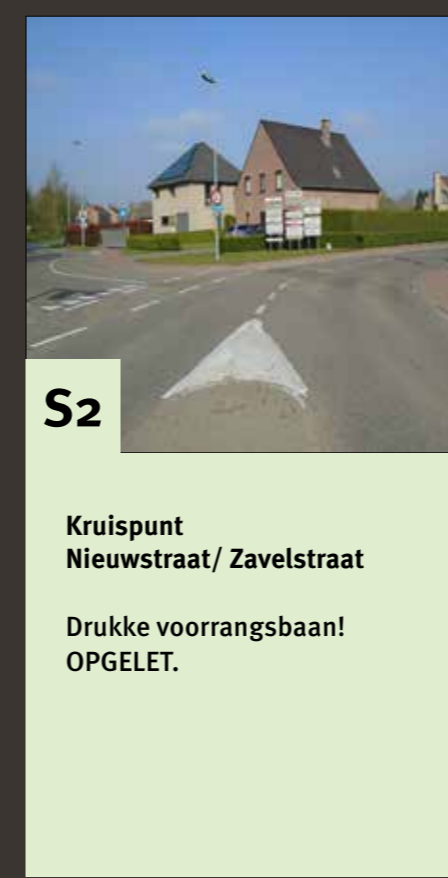 S2
Kruispunt
Nieuwstraat/ Zavelstraat
Drukke voorrangsbaan!
OPGELET.